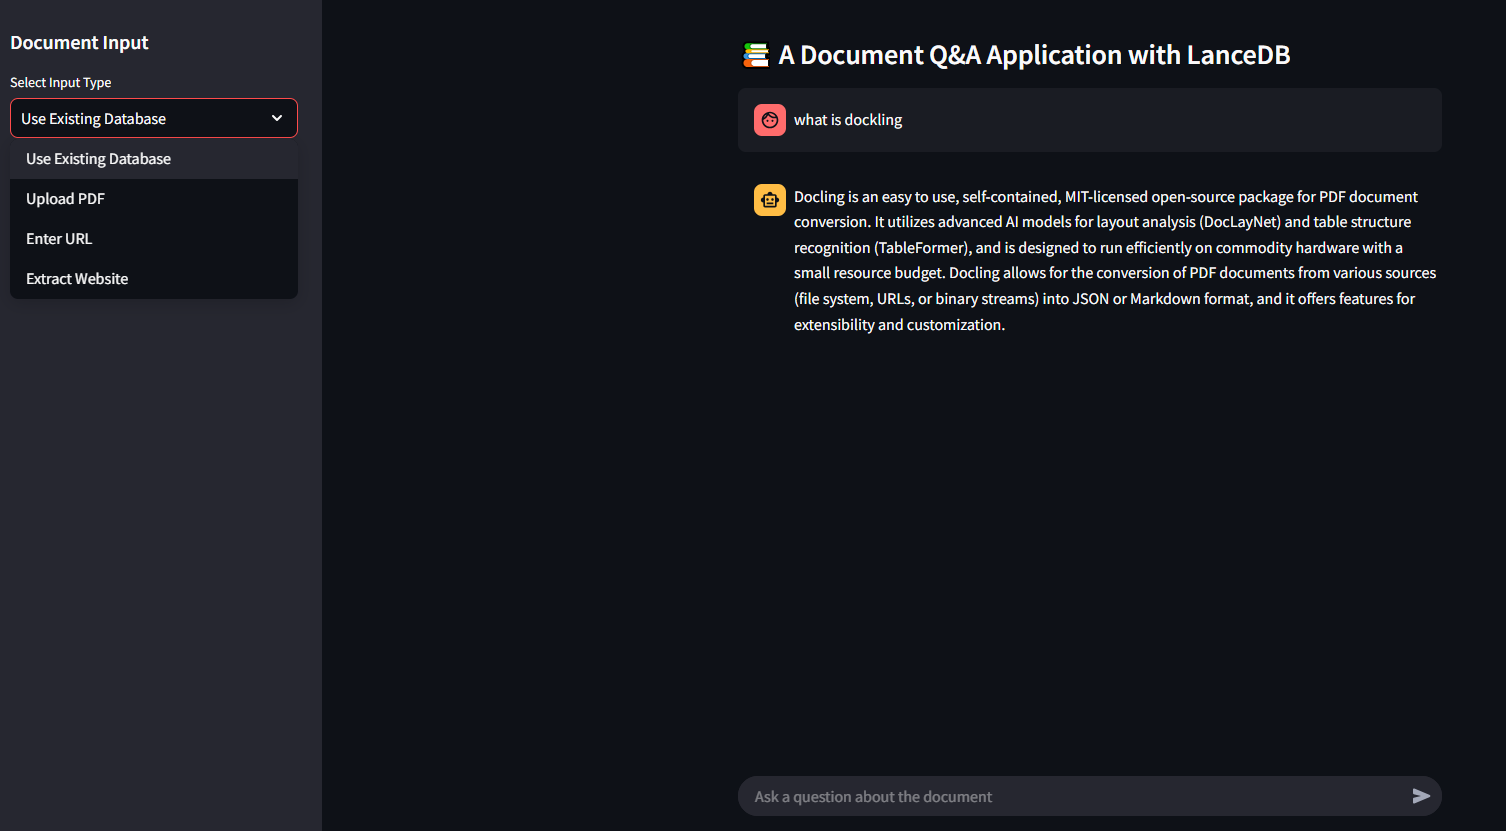 Document Input
Select Input Type
Use Existing Database
Use Existing Database
Upload PDF
Enter URL
Extract Website
A Document Q&A Application with LanceDB
what is dockling
Docling is an easy to use, self-contained, MIT-licensed open-source package for PDF document
conversion. It utilizes advanced AI models for layout analysis (DocLayNet) and table structure
recognition (TableFormer), and is designed to run efficiently on commodity hardware with a
small resource budget. Docling allows for the conversion of PDF documents from various sources
(file system, URLs, or binary streams) into JSON or Markdown format, and it offers features for
extensibility and customization.
Ask a question about the document